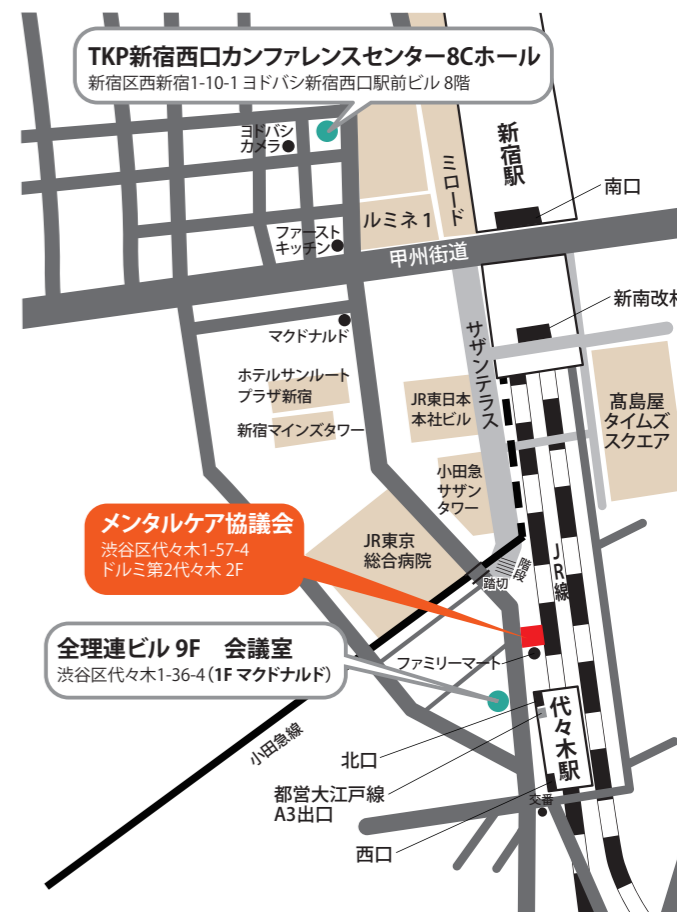 TKP新宿西口カンファレンスセンター8Cホール
新宿区西新宿1-10-1 ヨドバシ新宿西口駅前ビル 8階
ヨドバシ
カメラ
ミロード
新宿駅
南口
ルミネ1
ファースト
キッチン
甲州街道
新南改札
マクドナルド
サザンテラス
ホテルサンルート
プラザ新宿
新宿マインズタワー
JR東日本
本社ビル
髙島屋
タイムズ
スクエア
小田急
サザン
タワー
メンタルケア協議会
渋谷区代々木1-57-4
ドルミ第2代々木 2F
JR東京
総合病院
JR線
階段
踏切
全理連ビル 9F 会議室
渋谷区代々木1-36-4(1F マクドナルド)
ファミリーマート
代々木駅
小田急線
北口
都営大江戸線
A3出口
交番
西口